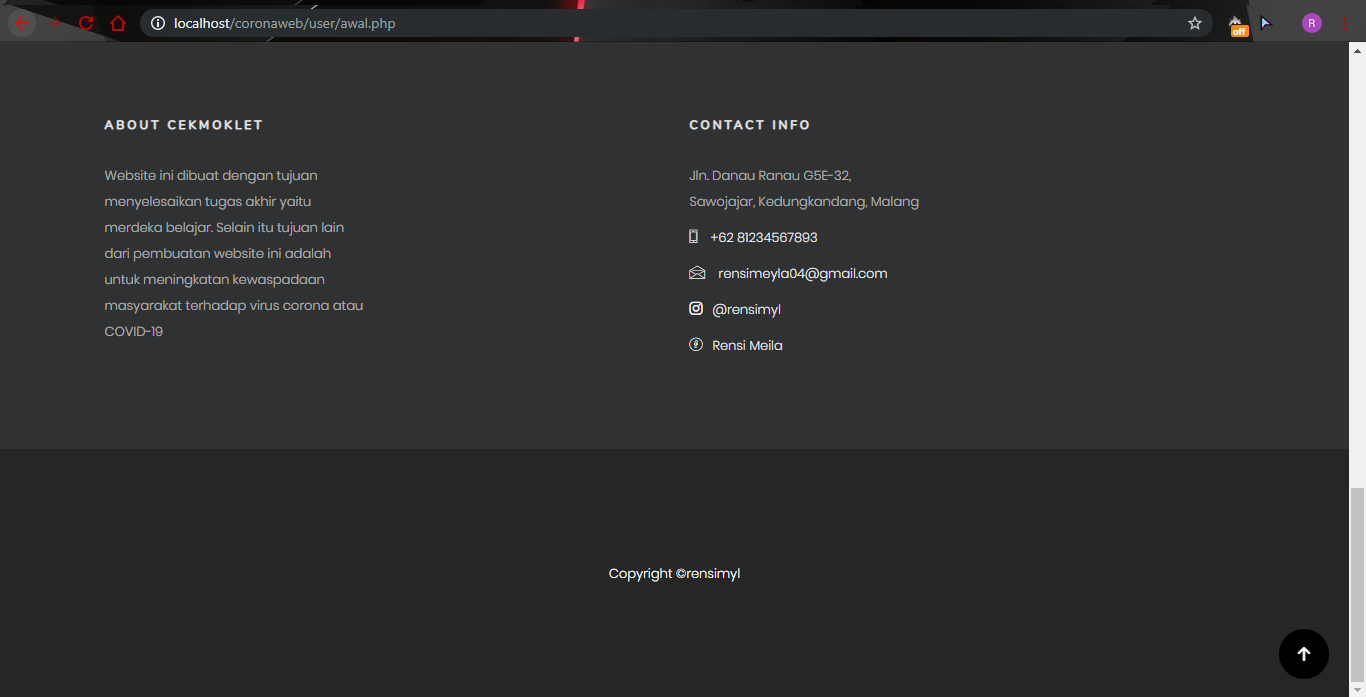 localhost/coronaweb/user/awal.php
off
R
ABOUT CEKMOKLET
Website ini dibuat dengan tujuan
menyelesaikan tugas akhir yaitu
merdeka belajar. Selain itu tujuan lain
dari pembuatan website ini adalah
untuk meningkatan kewaspadaan
masyarakat terhadap virus corona atau
COVID-19
CONTACT INFO
Jln. Danau Ranau G5E-32,
Sawojajar, Kedungkandang, Malang
+62 81234567893
rensimeyla04@gmail.com
@rensimyl
Rensi Meila
Copyright ©rensimyl